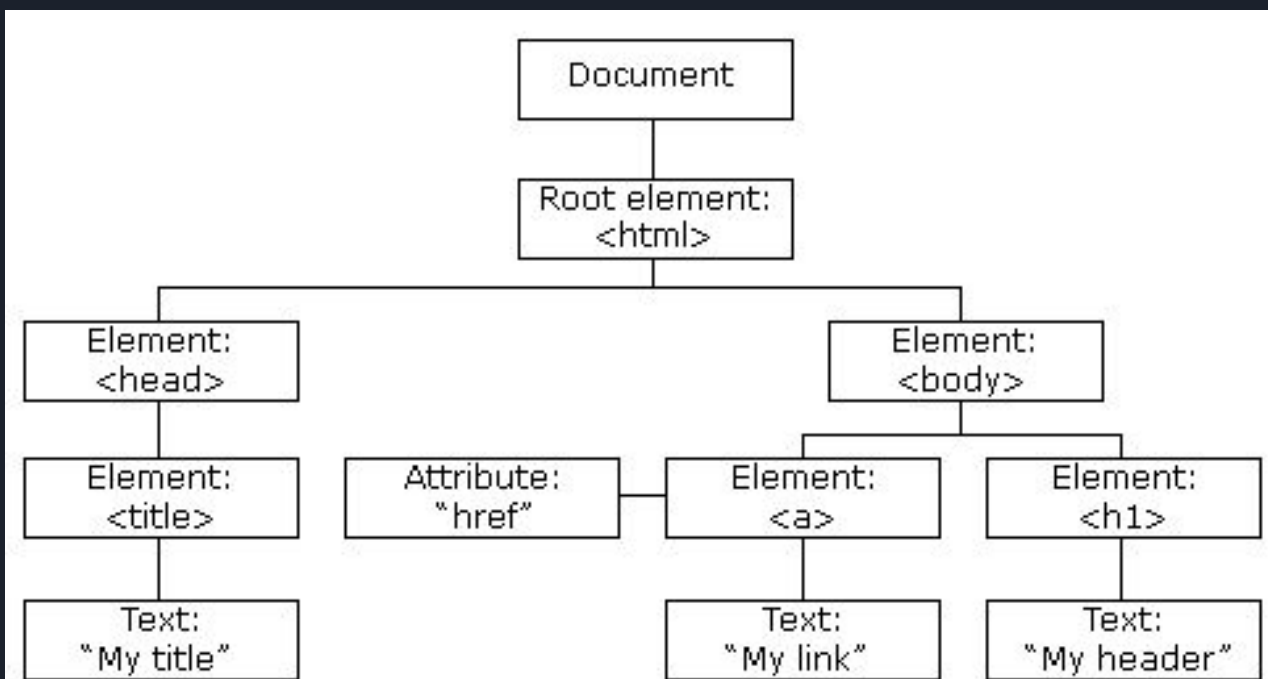 Document
Root element:
<html>
Element:
<head>
Element:
<body>
Element:
<title>
Attribute:
“href”
Element:
<a>
Element:
<h1>
Text:
“My title”
Text:
“My link”
Text:
“My header”